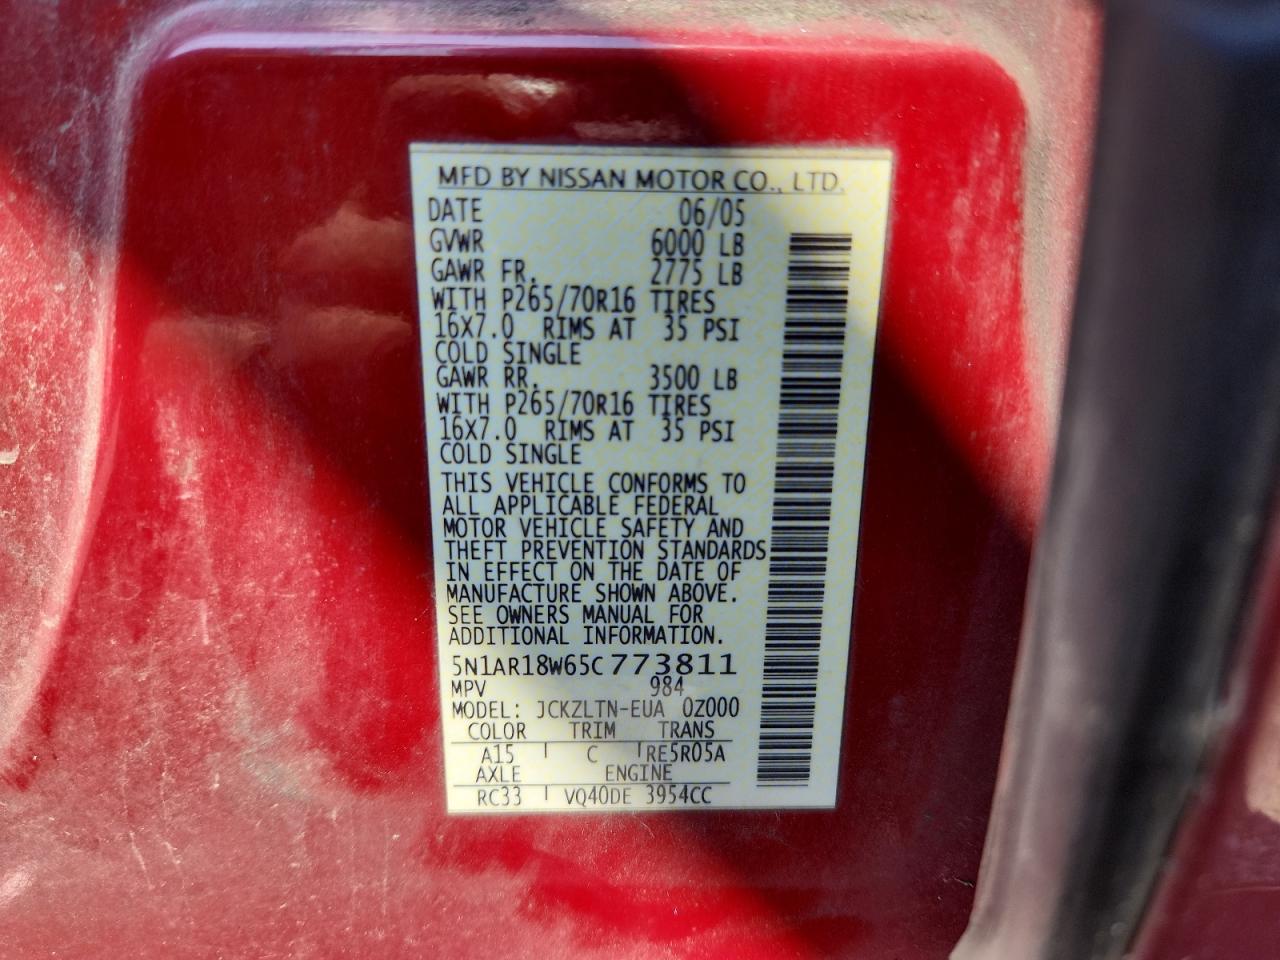 MFD BY NISSAN MOTOR CO., LTD.
DATE 06/05
GVWR 6000 LB
GAWR FR. 2775 LB
WITH P265/70R16 TIRES
16X7.0 RIMS AT 35 PSI
COLD SINGLE
GAWR RR. 3500 LB
WITH P265/70R16 TIRES
16X7.0 RIMS AT 35 PSI
COLD SINGLE
THIS VEHICLE CONFORMS TO
ALL APPLICABLE FEDERAL
MOTOR VEHICLE SAFETY AND
THEFT PREVENTION STANDARDS
IN EFFECT ON THE DATE OF
MANUFACTURE SHOWN ABOVE.
SEE OWNERS MANUAL FOR
ADDITIONAL INFORMATION.
5N1AR18W65C773811
MPV 984
MODEL: JCKZLTN-EUA 0Z000
COLOR TRIM TRANS
A15 C RE5R05A
AXLE ENGINE
RC33 VQ40DE 3954CC